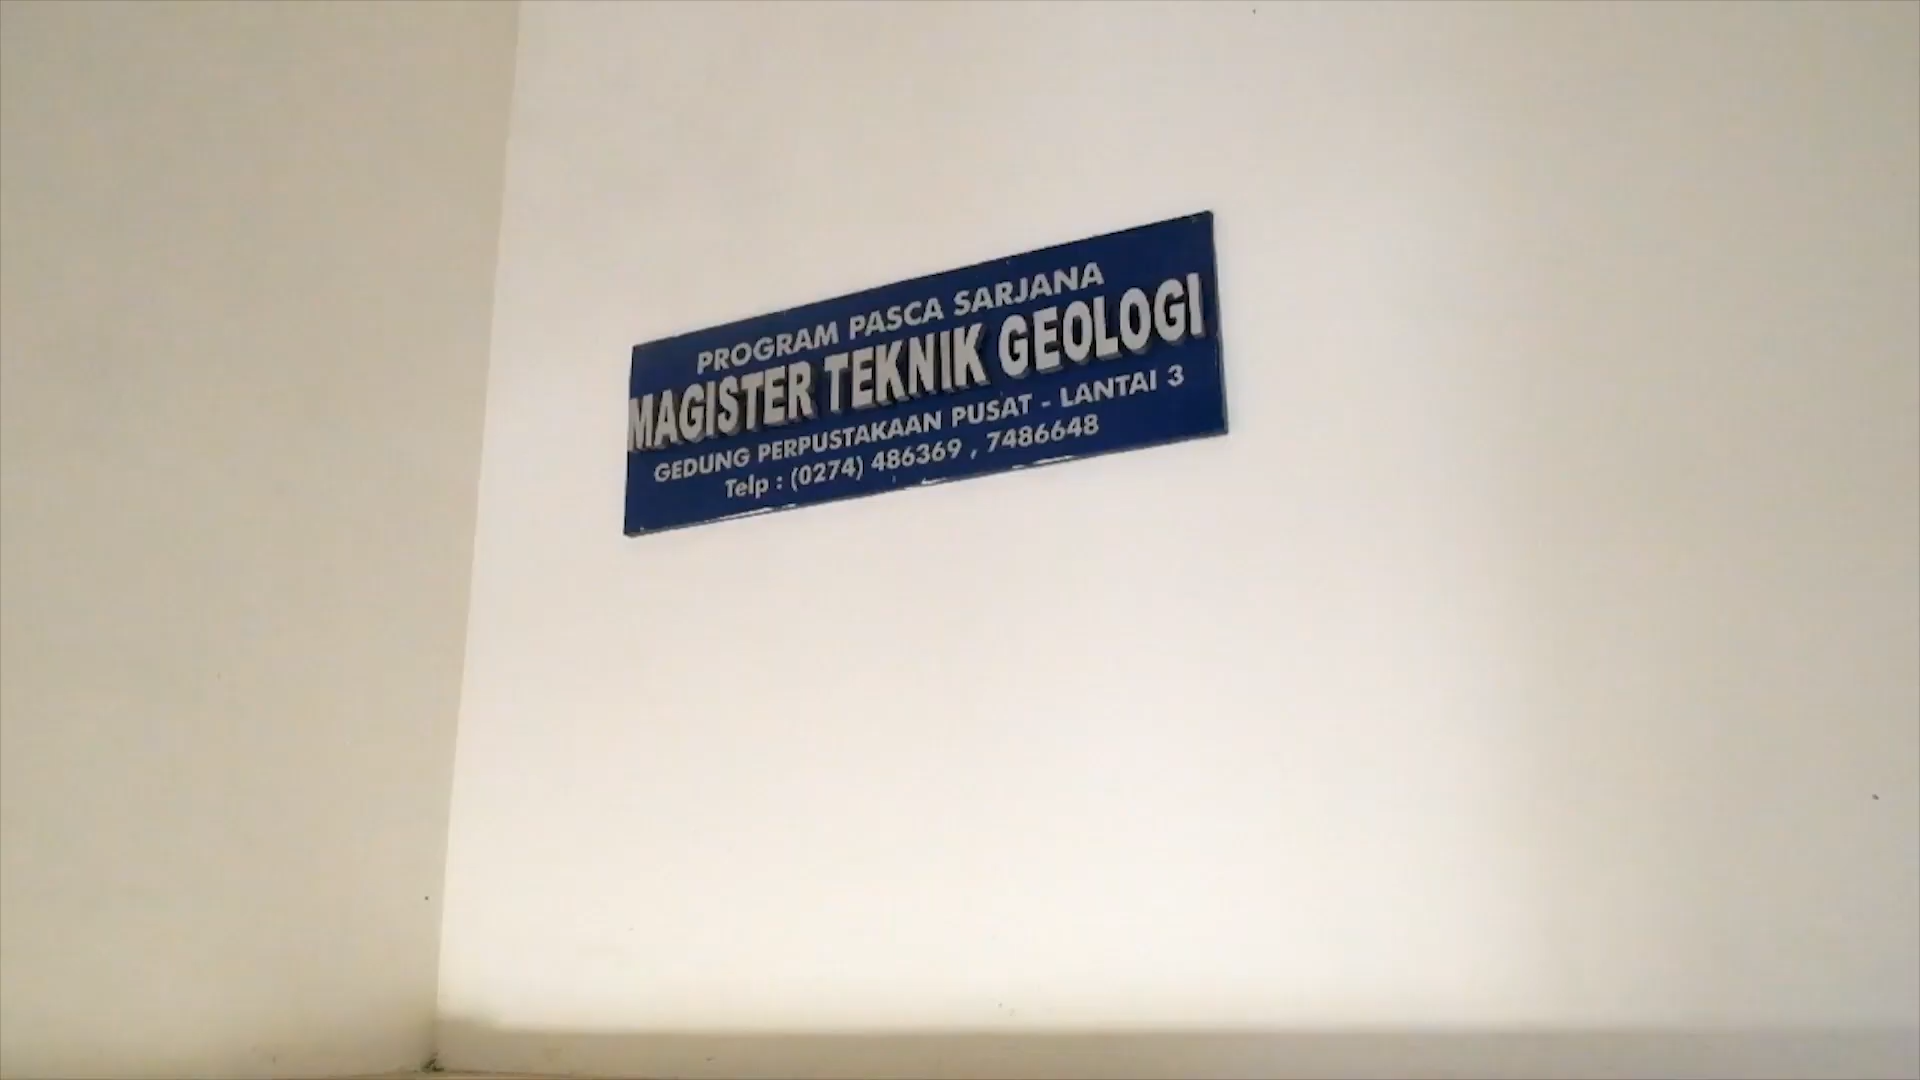 PROGRAM PASCA SARJANA
MAGISTER TEKNIK GEOLOGI
GEDUNG PERPUSTAKAAN PUSAT - LANTAI 3
Telp : (0274) 486369 , 7486648